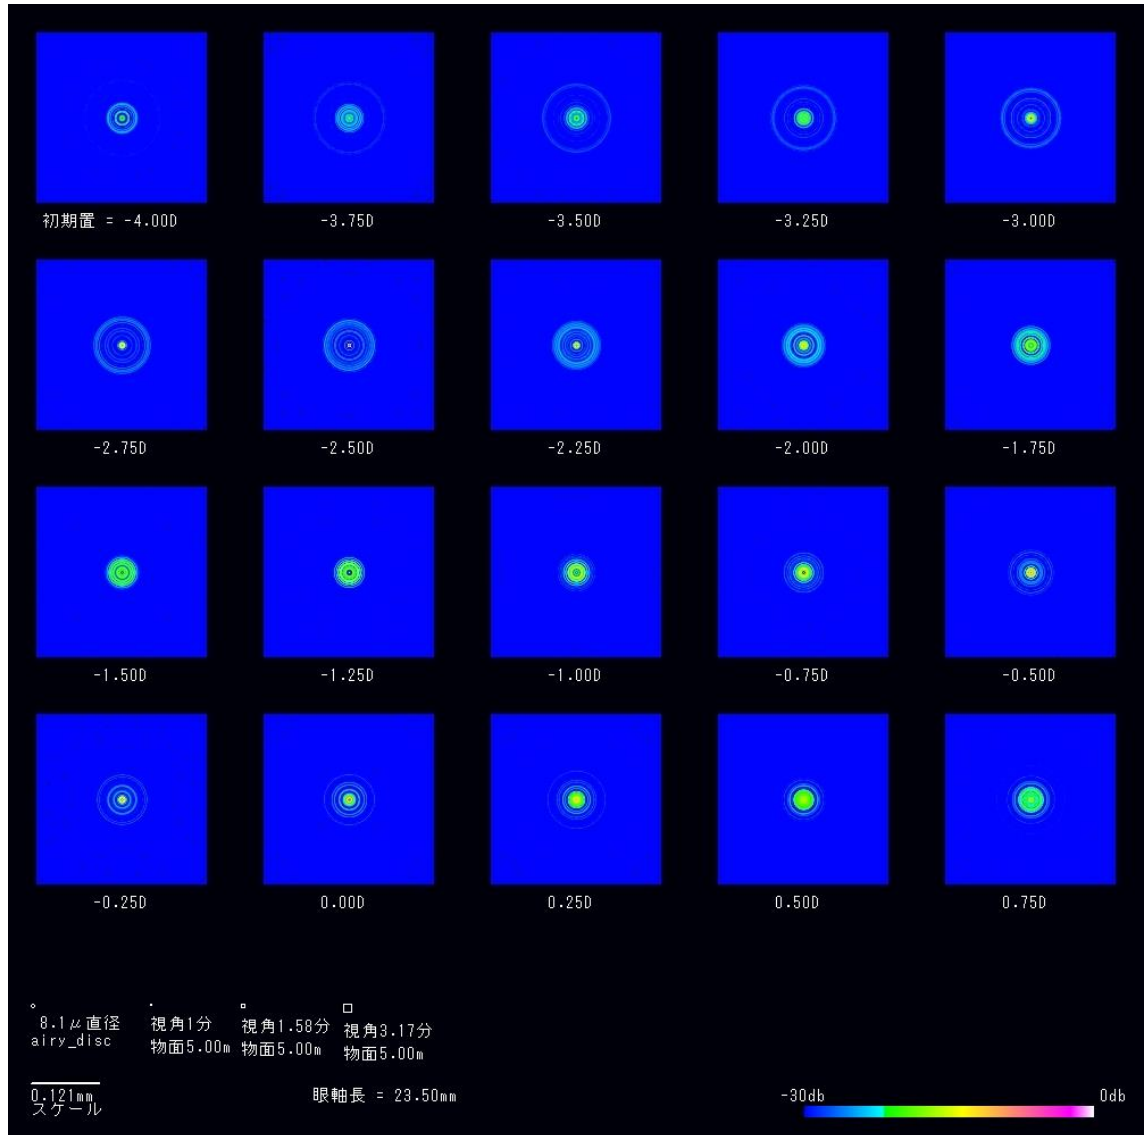 初期置 = -4.00D
-3.75D
-3.50D
-3.25D
-3.00D
-2.75D
-2.50D
-2.25D
-2.00D
-1.75D
-1.50D
-1.25D
-1.00D
-0.75D
-0.50D
-0.25D
0.00D
0.25D
0.50D
0.75D
8.1μ直径
airy_disc
視角1分
物面5.00m
視角1.58分
物面5.00m
視角3.17分
物面5.00m
0.121mm
スケール
眼軸長 = 23.50mm
-30db
0db